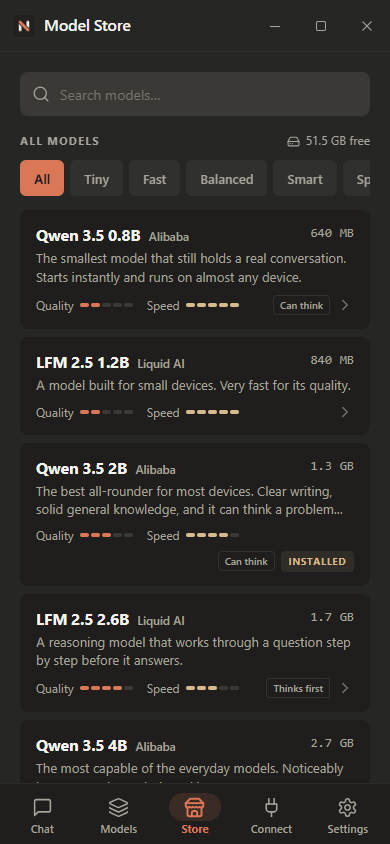 Model Store
Search models...
ALL MODELS
51.5 GB free
All
Tiny
Fast
Balanced
Smart
Sp
Qwen 3.5 0.8B Alibaba
640 MB
The smallest model that still holds a real conversation.
Starts instantly and runs on almost any device.
Quality Speed Can think
LFM 2.5 1.2B Liquid AI
840 MB
A model built for small devices. Very fast for its quality.
Quality Speed
Qwen 3.5 2B Alibaba
1.3 GB
The best all-rounder for most devices. Clear writing,
solid general knowledge, and it can think a problem...
Quality Speed
Can think INSTALLED
LFM 2.5 2.6B Liquid AI
1.7 GB
A reasoning model that works through a question step
by step before it answers.
Quality Speed Thinks first
Qwen 3.5 4B Alibaba
2.7 GB
The most capable of the everyday models. Noticeably
Chat
Models
Store
Connect
Settings